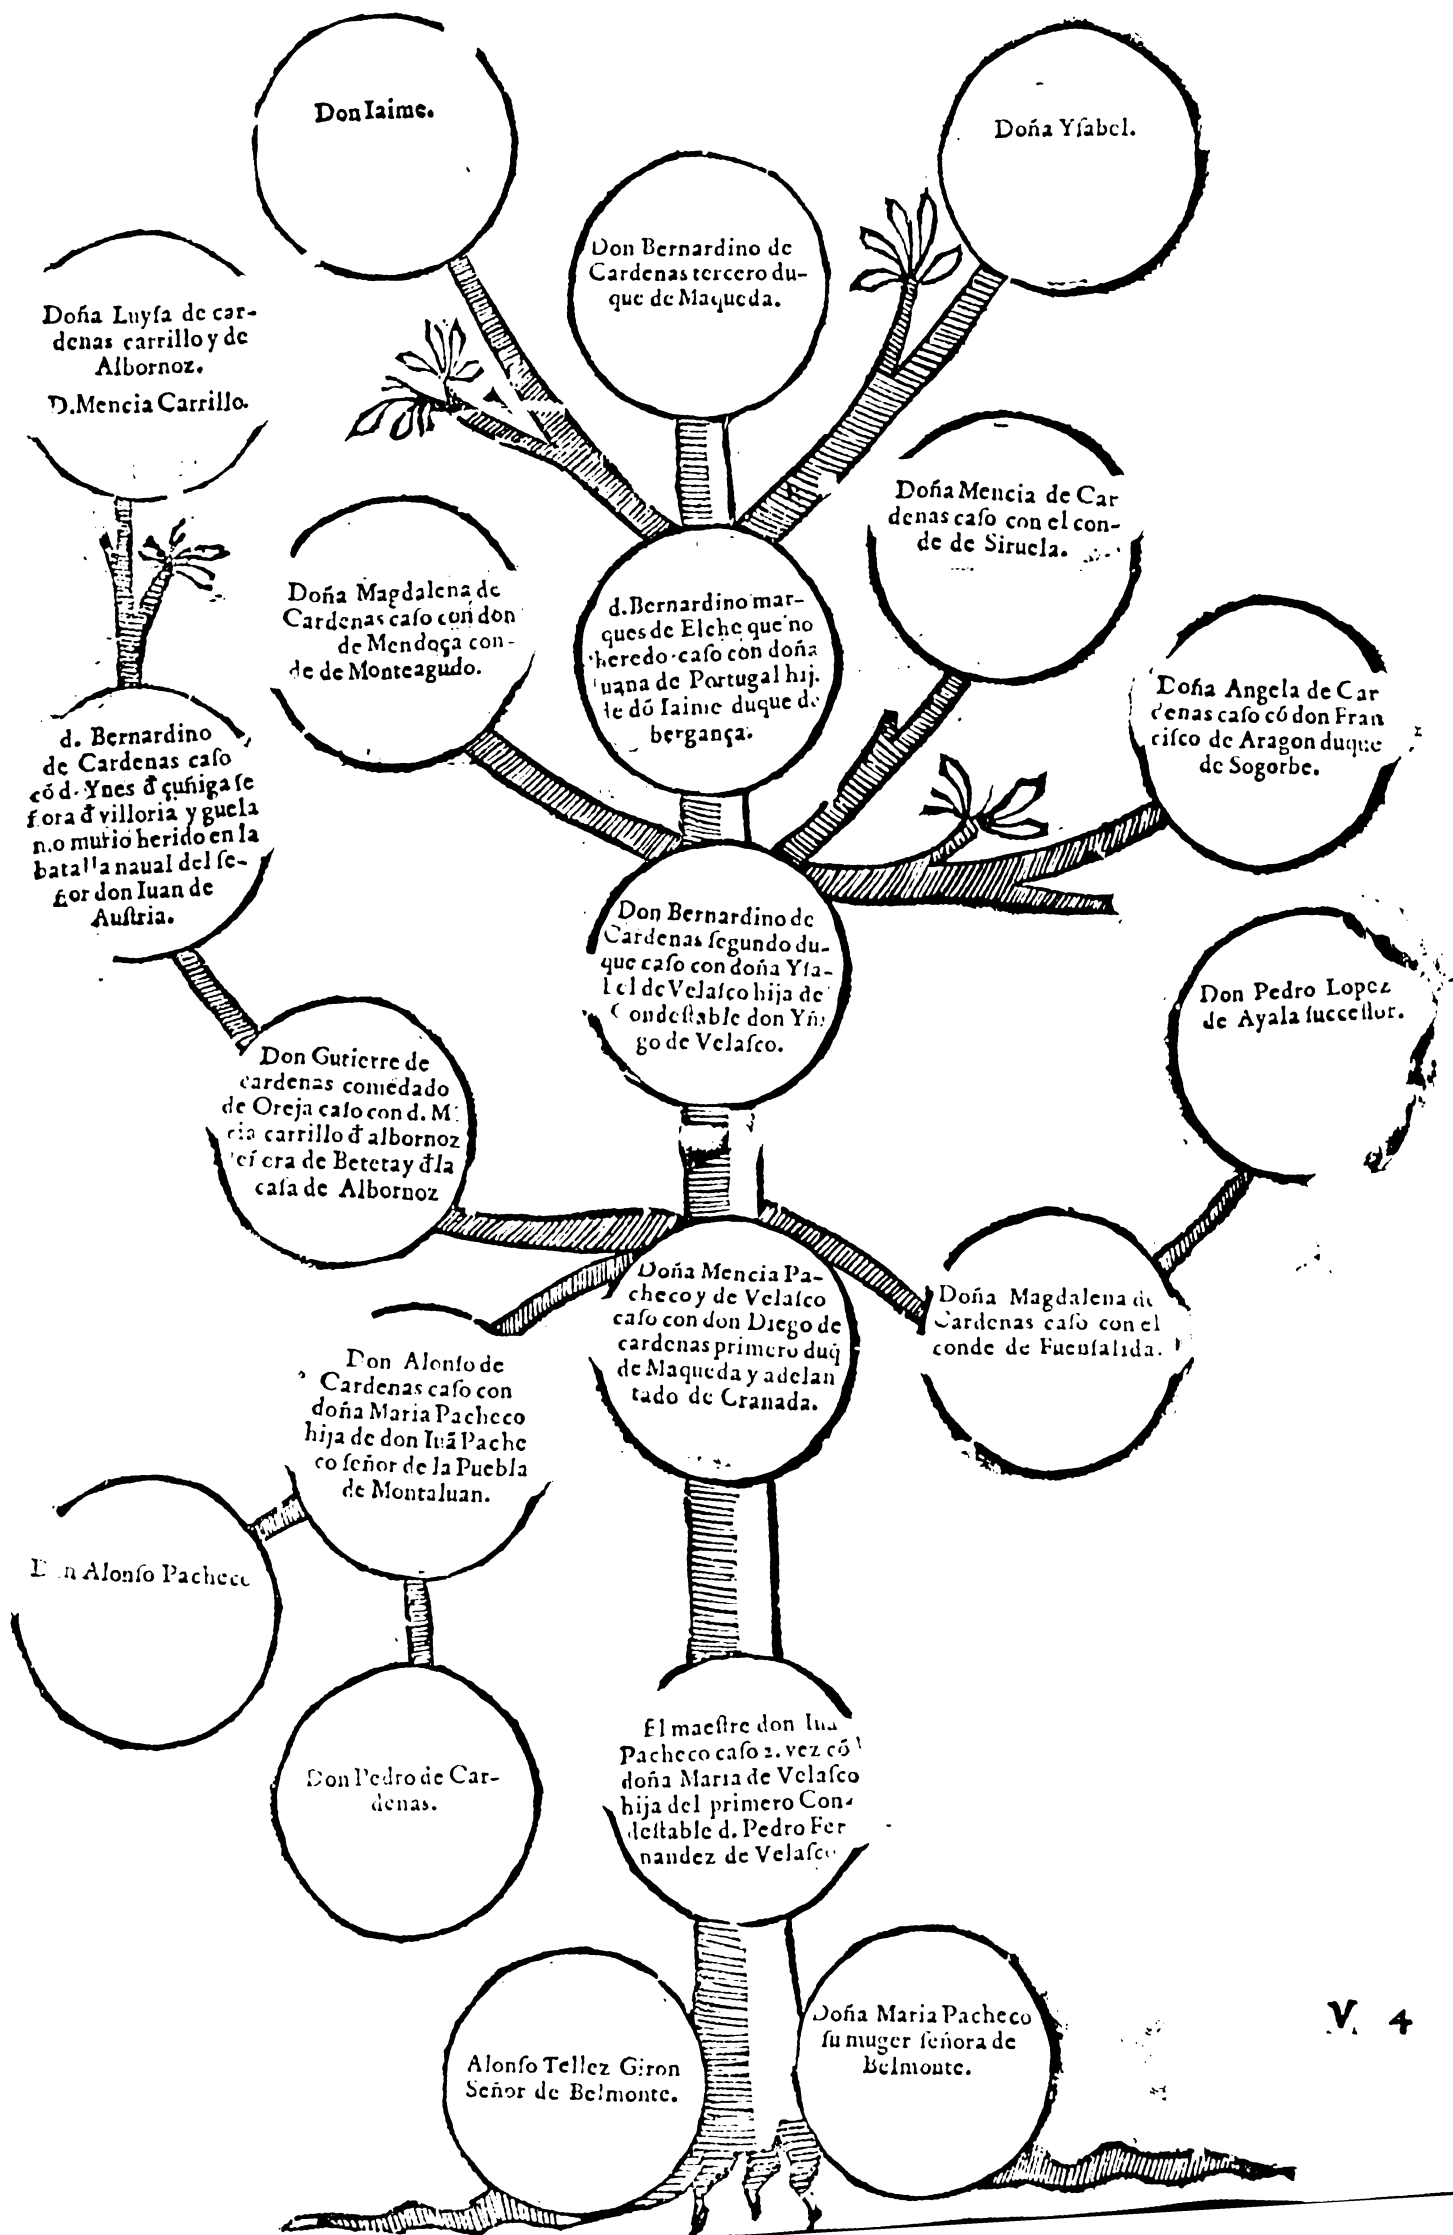 Don Iaime.
Doña Yſabel.
Don Bernardino de
Cardenas tercero du-
que de Maqueda.
Doña Luyſa de car-
denas carrillo y de
Albornoz.
D.Mencia Carrillo.
Doña Mencia de Car
denas caſo con el con-
de de Siruela.
Doña Magdalena de
Cardenas caſo con don
de Mendoça con-
de de Monteagudo.
d.Bernardino mar-
ques de Elche que no
heredo caſo con doña
uana de Portugal hij.
de dõ Iaime duque de
bergança.
Doña Angela de Car
denas caſo cõ don Fran
ciſco de Aragon duque
de Sogorbe.
d. Bernardino
de Cardenas caſo
cõ d. Ynes đ çuñiga ſe
ñora đ villoria y guela
n.o murio herido en la
batalla naual del ſe-
ñor don Iuan de
Auſtria.
Don Bernardino de
Cardenas ſegundo du-
que caſo con doña Yſa-
bel de Velaſco hija de
Condeſtable don Yñi
go de Velaſco.
Don Pedro Lopez
de Ayala ſucceſſor.
Don Gutierre de
cardenas comẽdado
de Oreja caſo con d. M
cia carrillo đ albornoz
ſeñora de Beteta y đla
caſa de Albornoz
Doña Mencia Pa-
checo y de Velaſco
caſo con don Diego de
cardenas primero duq
de Maqueda y adelan
tado de Granada.
Doña Magdalena de
Cardenas caſo con el
conde de Fuenſalida.
Don Alonſo de
Cardenas caſo con
doña Maria Pacheco
hija de don Iuã Pache
co ſeñor de la Puebla
de Montaluan.
Don Alonſo Pacheco
Don Pedro de Car-
denas.
El maeſtre don Iua
Pacheco caſo 2. vez cõ
doña Maria de Velaſco
hija del primero Con-
deſtable d. Pedro Fer
nandez de Velaſco
Doña Maria Pacheco
ſu muger ſeñora de
Belmonte.
Alonſo Tellez Giron
Señor de Belmonte.
V. 4